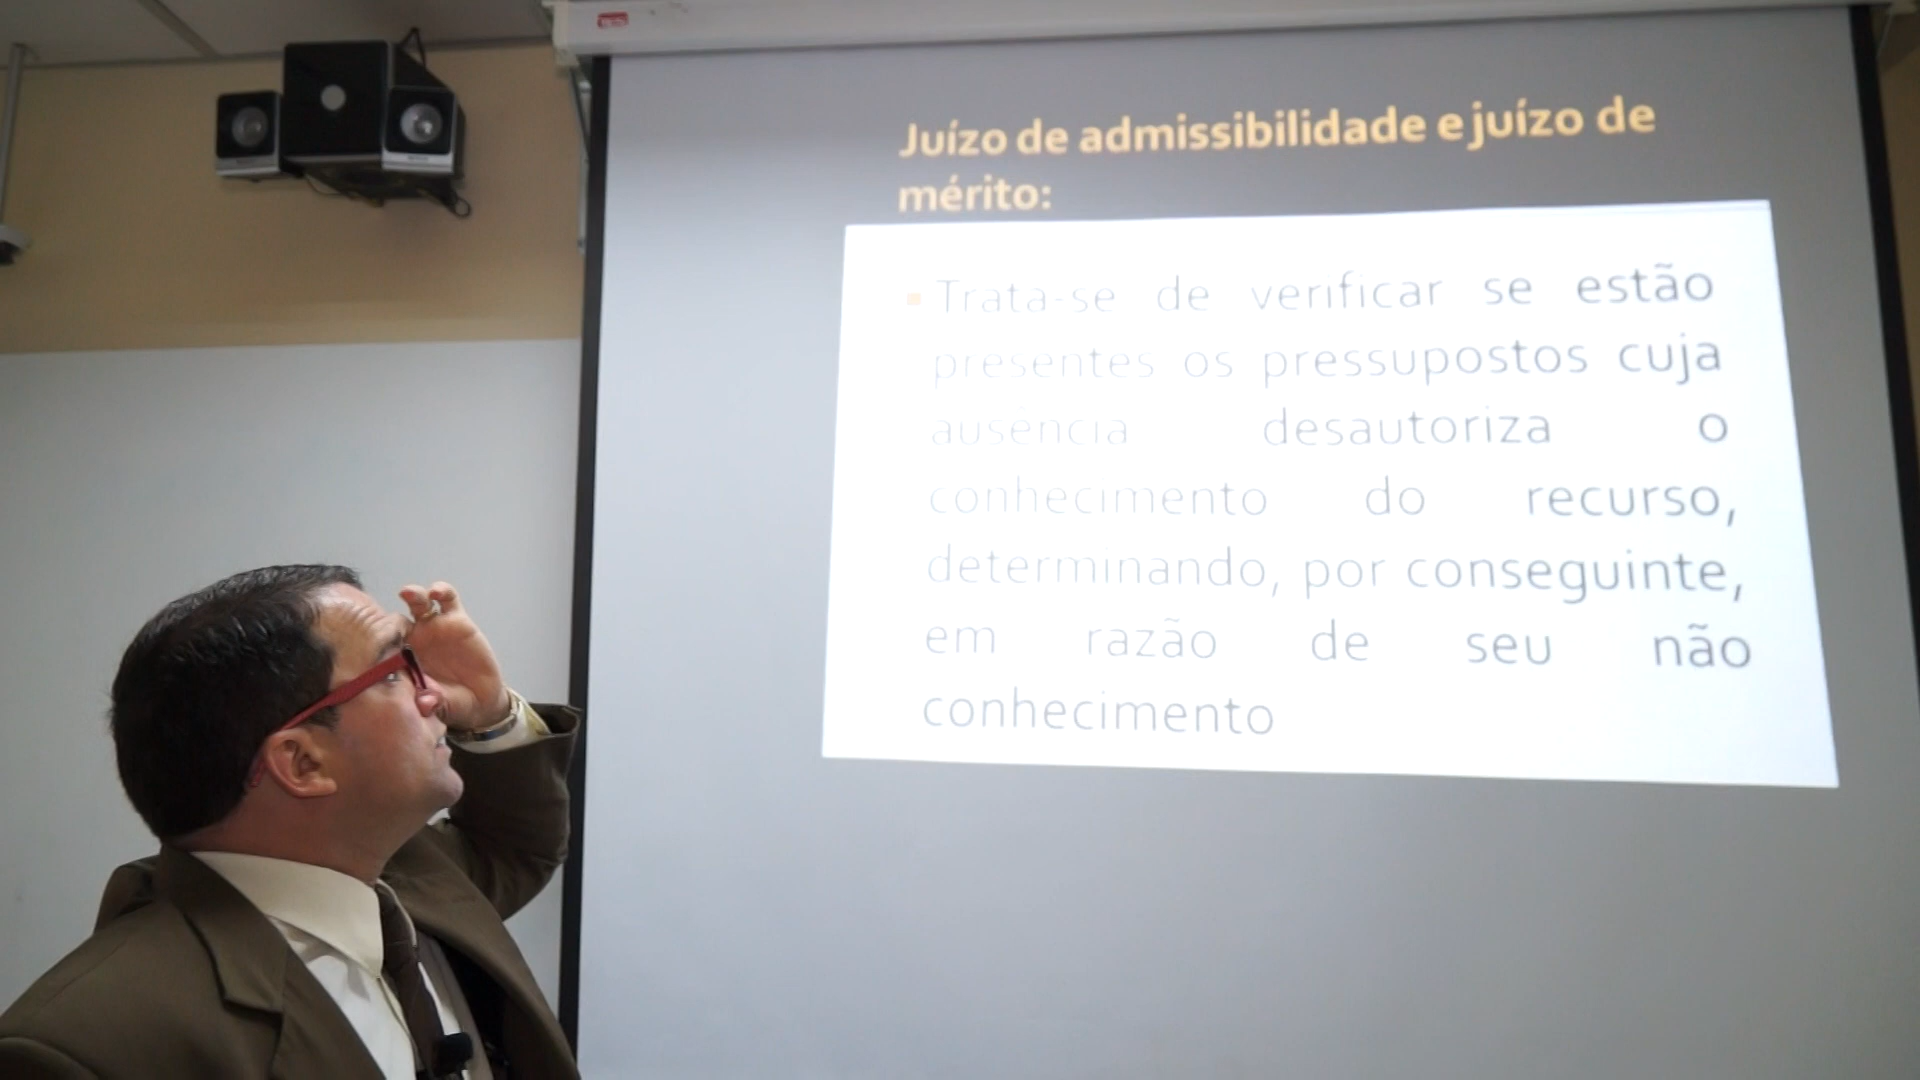 Juízo de admissibilidade e juízo de
mérito:
Trata-se de verificar se estão
presentes os pressupostos cuja
ausência desautoriza o
conhecimento do recurso,
determinando, por conseguinte,
em razão de seu não
conhecimento